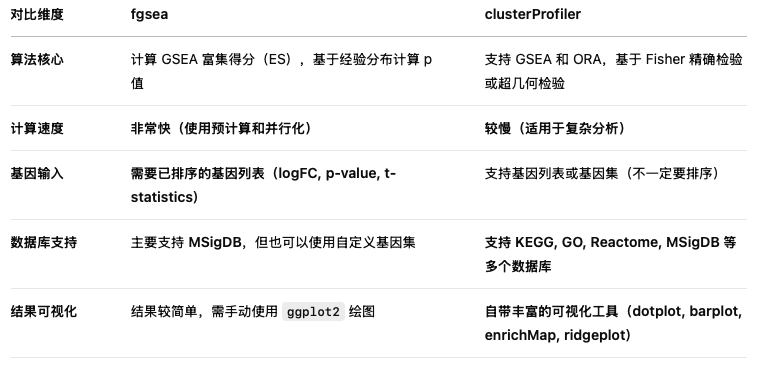 对比维度 fgsea clusterProfiler
算法核心 计算 GSEA 富集得分（ES），基于经验分布计算 p 支持 GSEA 和 ORA，基于 Fisher 精确检验
值 或超几何检验
计算速度 非常快（使用预计算和并行化） 较慢（适用于复杂分析）
基因输入 需要已排序的基因列表（logFC, p-value, t- 支持基因列表或基因集（不一定要排序）
statistics）
数据库支持 主要支持 MSigDB，但也可以使用自定义基因集 支持 KEGG, GO, Reactome, MSigDB 等
多个数据库
结果可视化 结果较简单，需手动使用 ggplot2 绘图 自带丰富的可视化工具（dotplot, barplot,
enrichMap, ridgeplot）